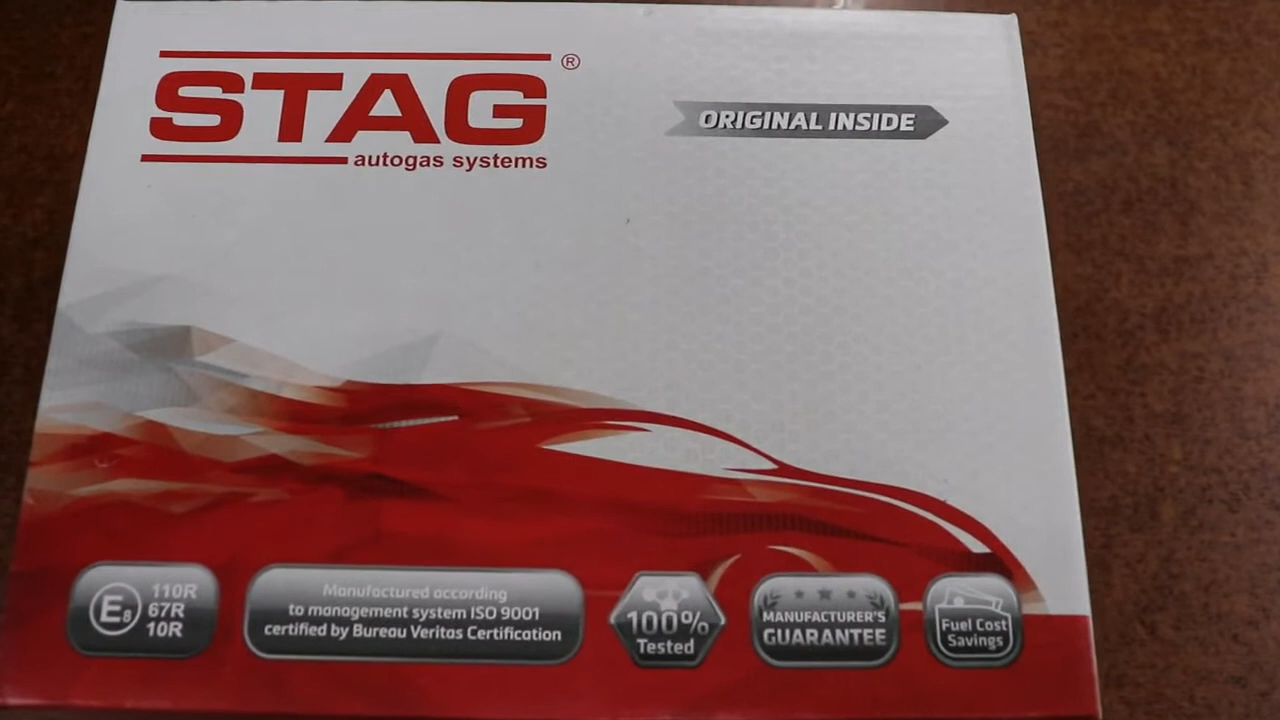 STAG®
autogas systems
ORIGINAL INSIDE
E8
110R
67R
10R
Manufactured according
to management system ISO 9001
certified by Bureau Veritas Certification
100%
Tested
MANUFACTURER'S
GUARANTEE
Fuel Cost
Savings